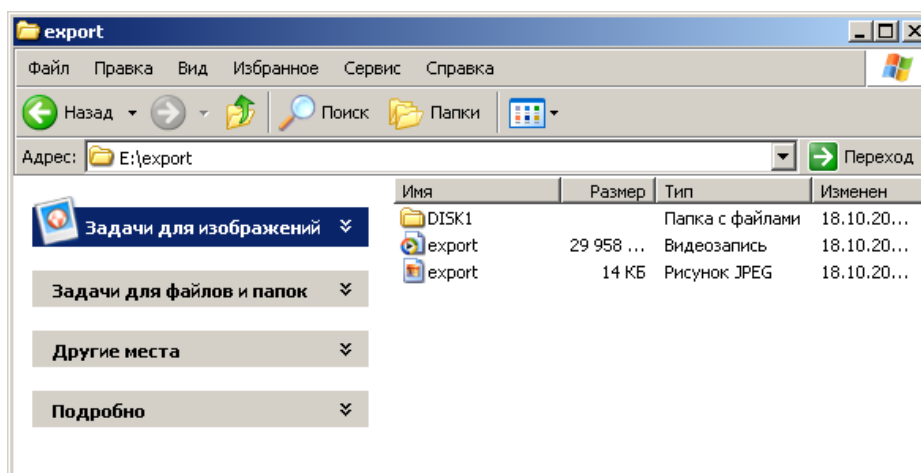 export
Файл Правка Вид Избранное Сервис Справка
Назад Поиск Папки
Адрес: E:\export Переход
Имя Размер Тип Изменен
Задачи для изображений
DISK1 Папка с файлами 18.10.20...
export 29 958 ... Видеозапись 18.10.20...
export 14 КБ Рисунок JPEG 18.10.20...
Задачи для файлов и папок
Другие места
Подробно